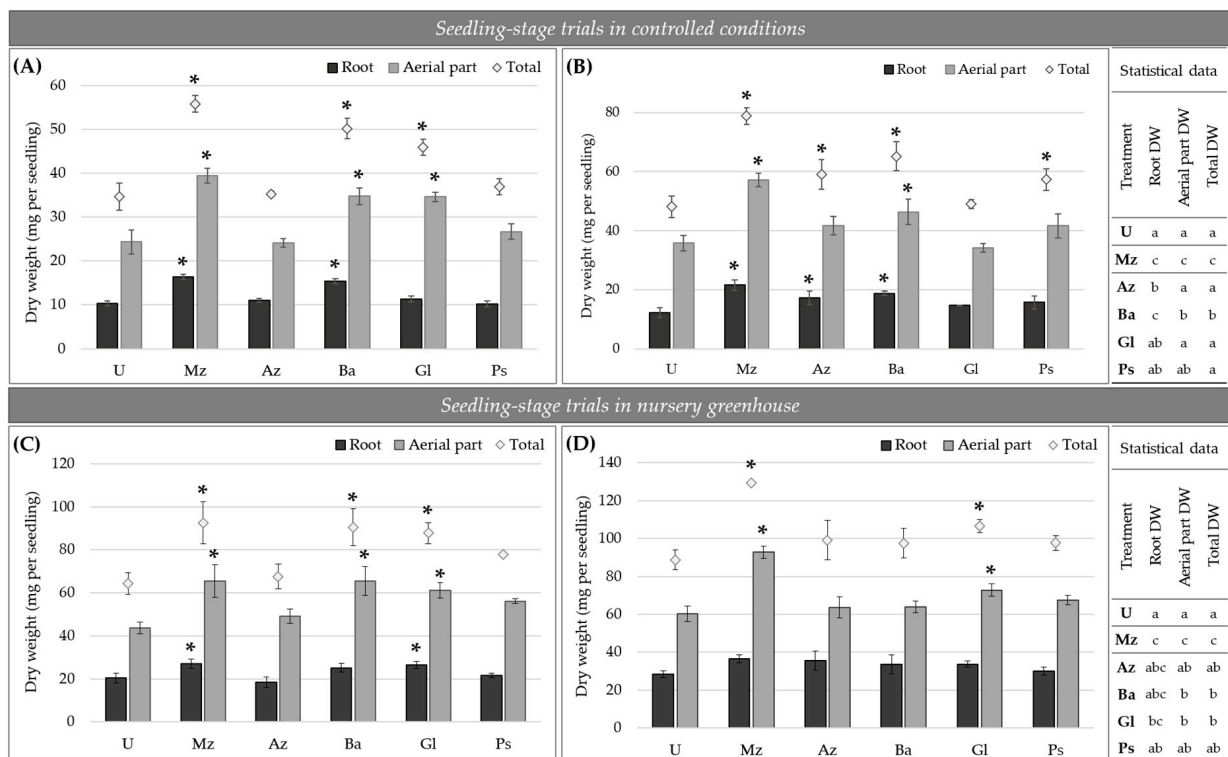 Seedling-stage trials in controlled conditions
(A)
■ Root ■ Aerial part ◇ Total
Dry weight (mg per seedling)
60
50
40
30
20
10
0
* * * * * * * *
U Mz Az Ba Gl Ps
(B)
■ Root ■ Aerial part ◇ Total
Dry weight (mg per seedling)
80
60
40
20
0
* * * * * * * * *
U Mz Az Ba Gl Ps
Statistical data
Treatment
Root DW
Aerial part DW
Total DW
U a a a
Mz c c c
Az b a a
Ba c b b
Gl ab a a
Ps ab ab a
Seedling-stage trials in nursery greenhouse
(C)
■ Root ■ Aerial part ◇ Total
Dry weight (mg per seedling)
120
100
80
60
40
20
0
* * * * * * * *
U Mz Az Ba Gl Ps
(D)
■ Root ■ Aerial part ◇ Total
Dry weight (mg per seedling)
140
120
100
80
60
40
20
0
* * * *
U Mz Az Ba Gl Ps
Statistical data
Treatment
Root DW
Aerial part DW
Total DW
U a a a
Mz c c c
Az abc ab ab
Ba abc b b
Gl bc b b
Ps ab ab ab